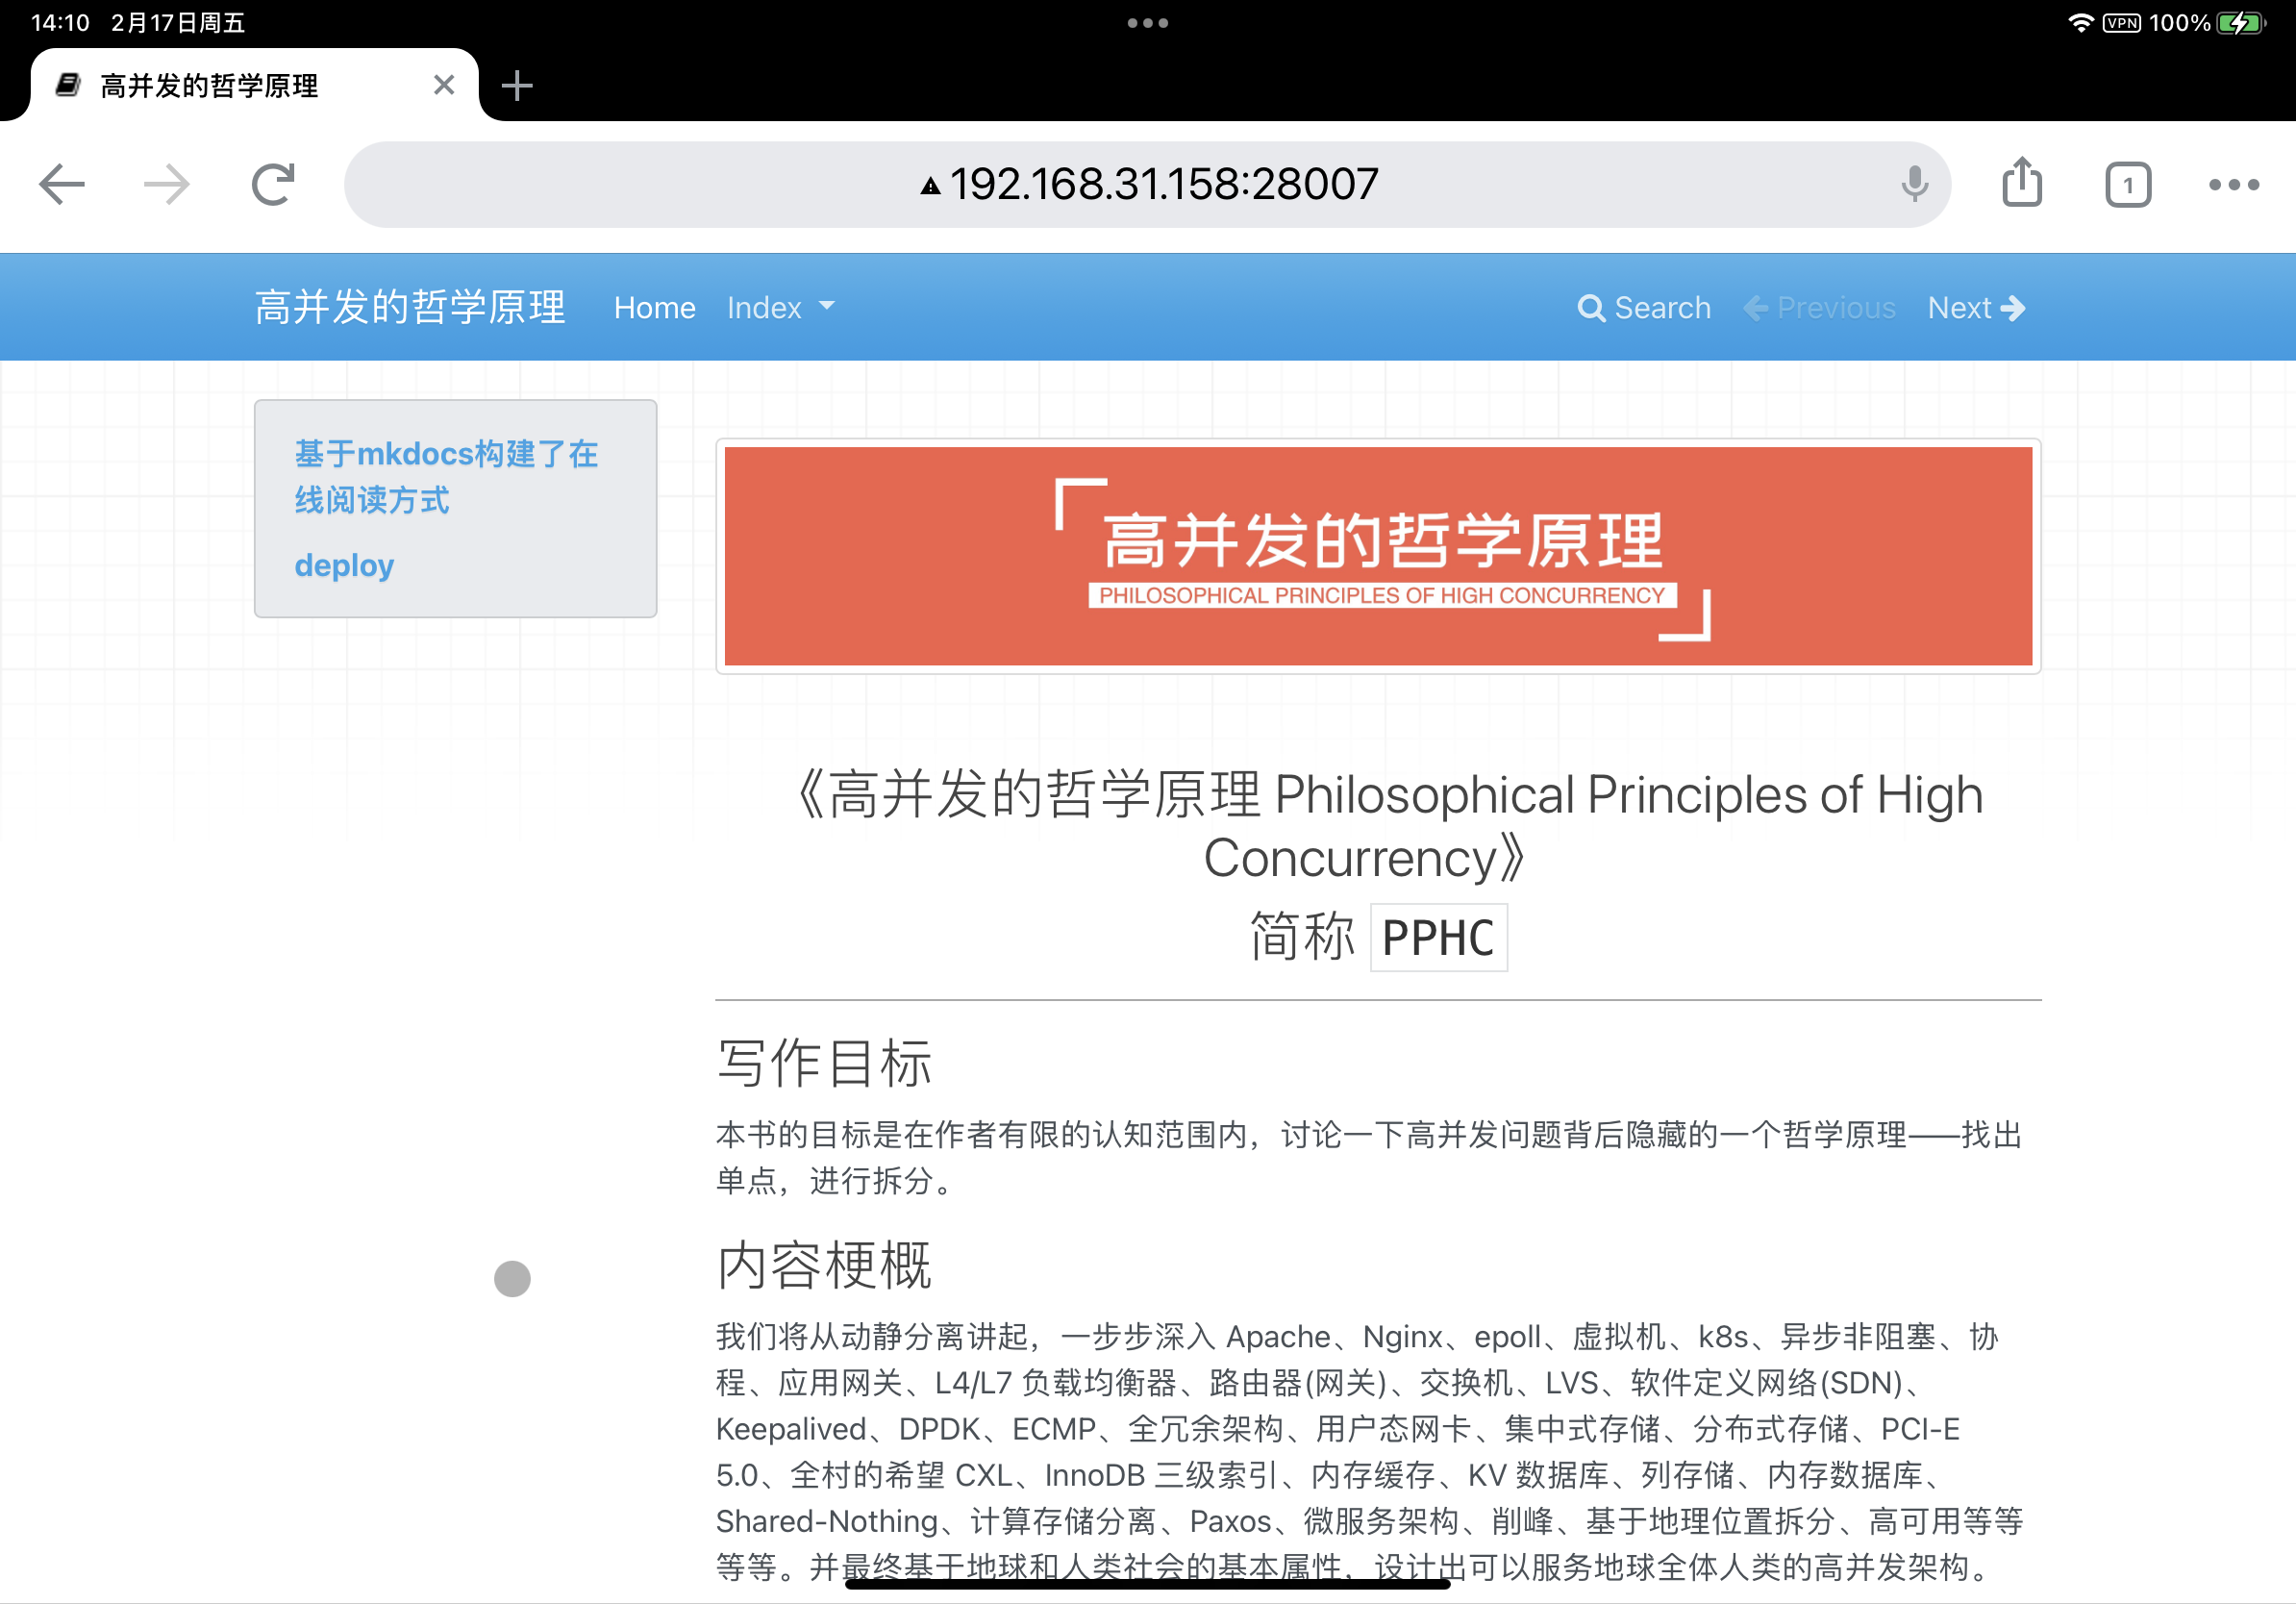 14:10 2月17日周五
VPN 100%
高并发的哲学原理
192.168.31.158:28007
1
高并发的哲学原理 Home Index Search Previous Next
基于mkdocs构建了在
线阅读方式
deploy
高并发的哲学原理
PHILOSOPHICAL PRINCIPLES OF HIGH CONCURRENCY
《高并发的哲学原理 Philosophical Principles of High
Concurrency》
简称 PPHC
写作目标
本书的目标是在作者有限的认知范围内，讨论一下高并发问题背后隐藏的一个哲学原理——找出
单点，进行拆分。
内容梗概
我们将从动静分离讲起，一步步深入 Apache、Nginx、epoll、虚拟机、k8s、异步非阻塞、协
程、应用网关、L4/L7 负载均衡器、路由器(网关)、交换机、LVS、软件定义网络(SDN)、
Keepalived、DPDK、ECMP、全冗余架构、用户态网卡、集中式存储、分布式存储、PCI-E
5.0、全村的希望 CXL、InnoDB 三级索引、内存缓存、KV 数据库、列存储、内存数据库、
Shared-Nothing、计算存储分离、Paxos、微服务架构、削峰、基于地理位置拆分、高可用等等
等等。并最终基于地球和人类社会的基本属性，设计出可以服务地球全体人类的高并发架构。